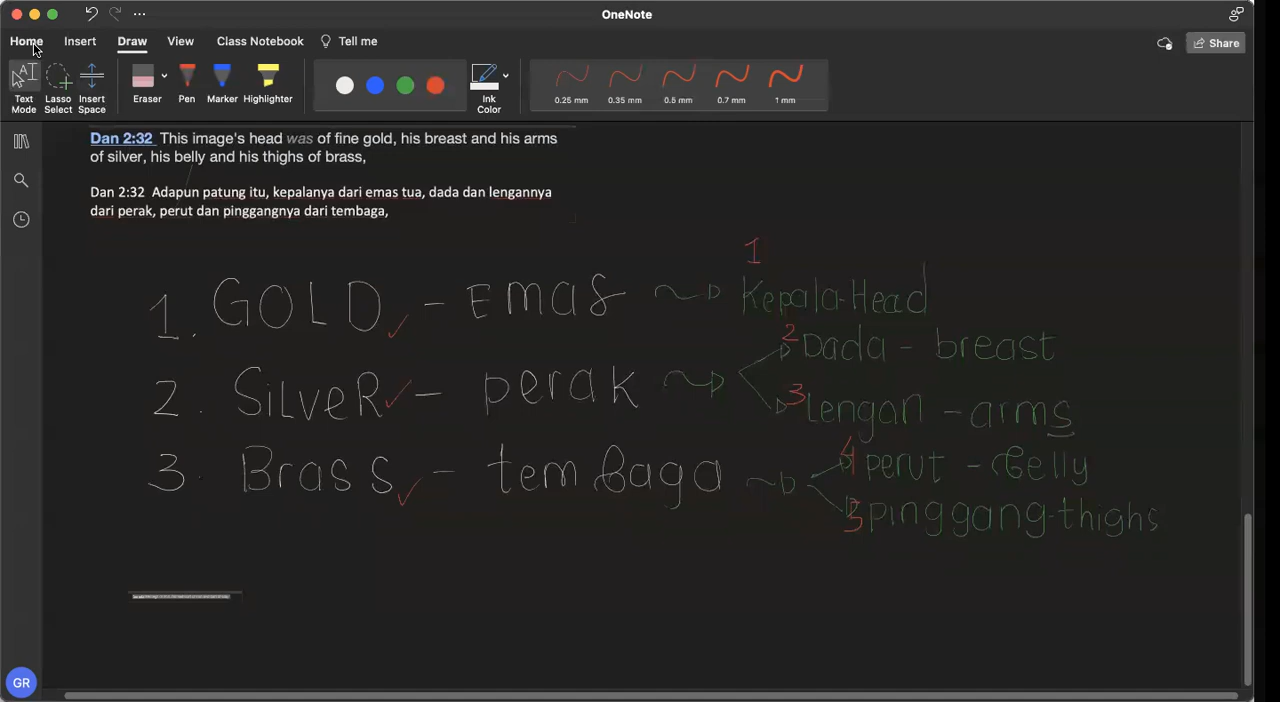 OneNote
Home Insert Draw View Class Notebook Tell me
Share
Text Mode
Lasso Select
Insert Space
Eraser
Pen
Marker
Highlighter
Ink Color
0.25 mm 0.35 mm 0.5 mm 0.7 mm 1 mm
Dan 2:32 This image's head was of fine gold, his breast and his arms
of silver, his belly and his thighs of brass,
Dan 2:32 Adapun patung itu, kepalanya dari emas tua, dada dan lengannya
dari perak, perut dan pinggangnya dari tembaga,
1
1. GOLD - Emas Kepala-Head
2 Dada - breast
2. SilveR - perak
3 Lengan - arms
4 perut - Belly
3. Brass - tembaga
5 pinggang-thighs
GR